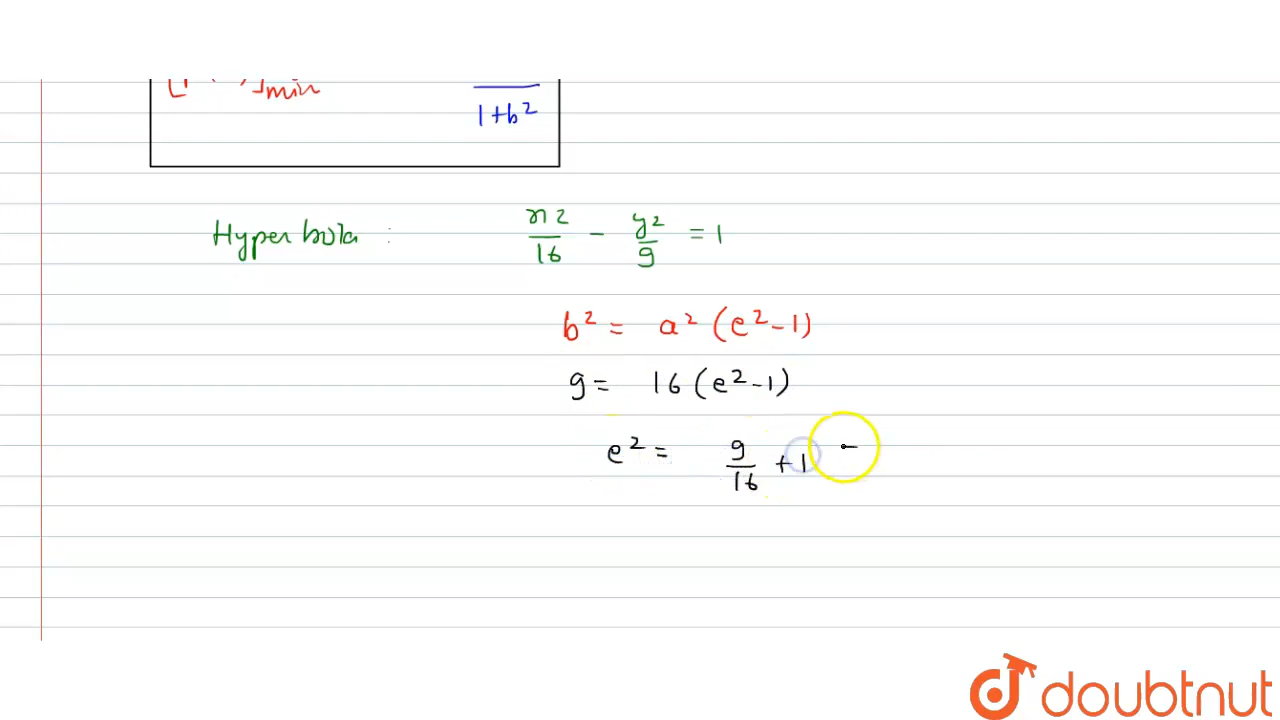 min
1+b²
Hyperbola : x²/16 - y²/9 = 1
b² = a² (e²-1)
9 = 16 (e²-1)
e² = 9/16 + 1
doubtnut